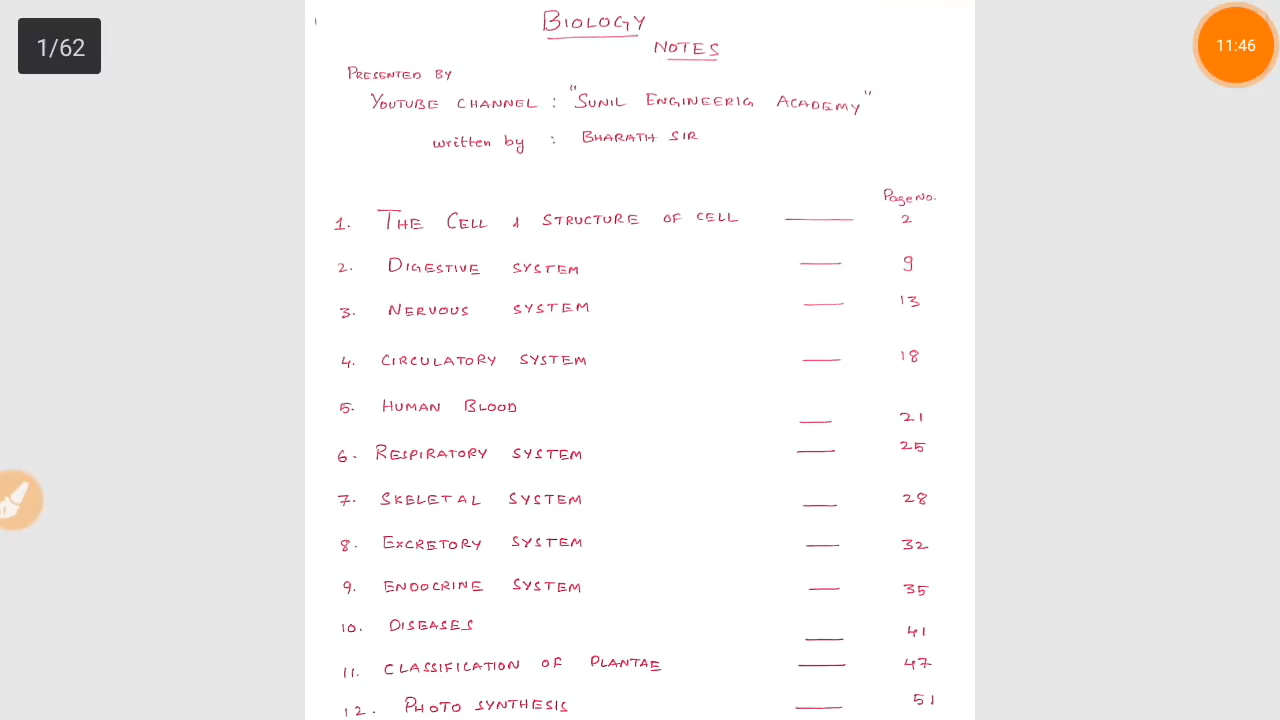 1/62
11:46
BIOLOGY
NOTES
PRESENTED BY
YOUTUBE CHANNEL : "SUNIL ENGINEERIG ACADEMY"
written by : BHARATH SIR
Page No.
1. THE CELL & STRUCTURE OF CELL 2
2. DIGESTIVE SYSTEM 9
3. NERVOUS SYSTEM 13
4. CIRCULATORY SYSTEM 18
5. HUMAN BLOOD 21
6. RESPIRATORY SYSTEM 25
7. SKELETAL SYSTEM 28
8. EXCRETORY SYSTEM 32
9. ENDOCRINE SYSTEM 35
10. DISEASES 41
11. CLASSIFICATION OF PLANTAE 47
12. PHOTO SYNTHESIS 51